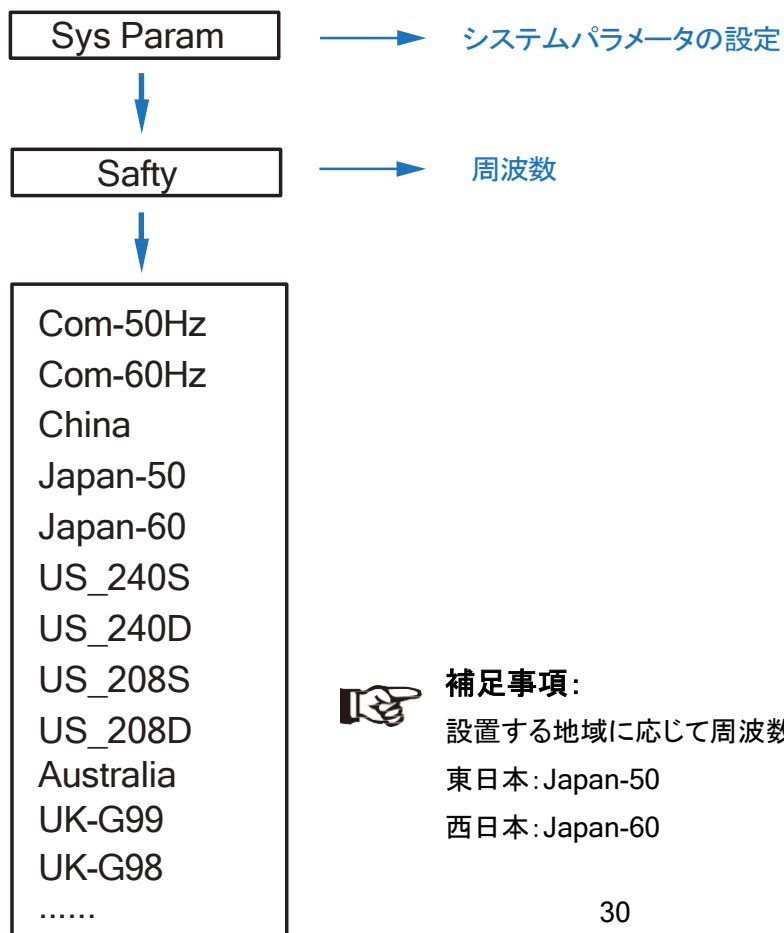 Sys Param
システムパラメータの設定
Safty
周波数
Com-50Hz
Com-60Hz
China
Japan-50
Japan-60
US_240S
US_240D
US_208S
US_208D
Australia
UK-G99
UK-G98
......
補足事項:
設置する地域に応じて周波数
東日本:Japan-50
西日本:Japan-60
30